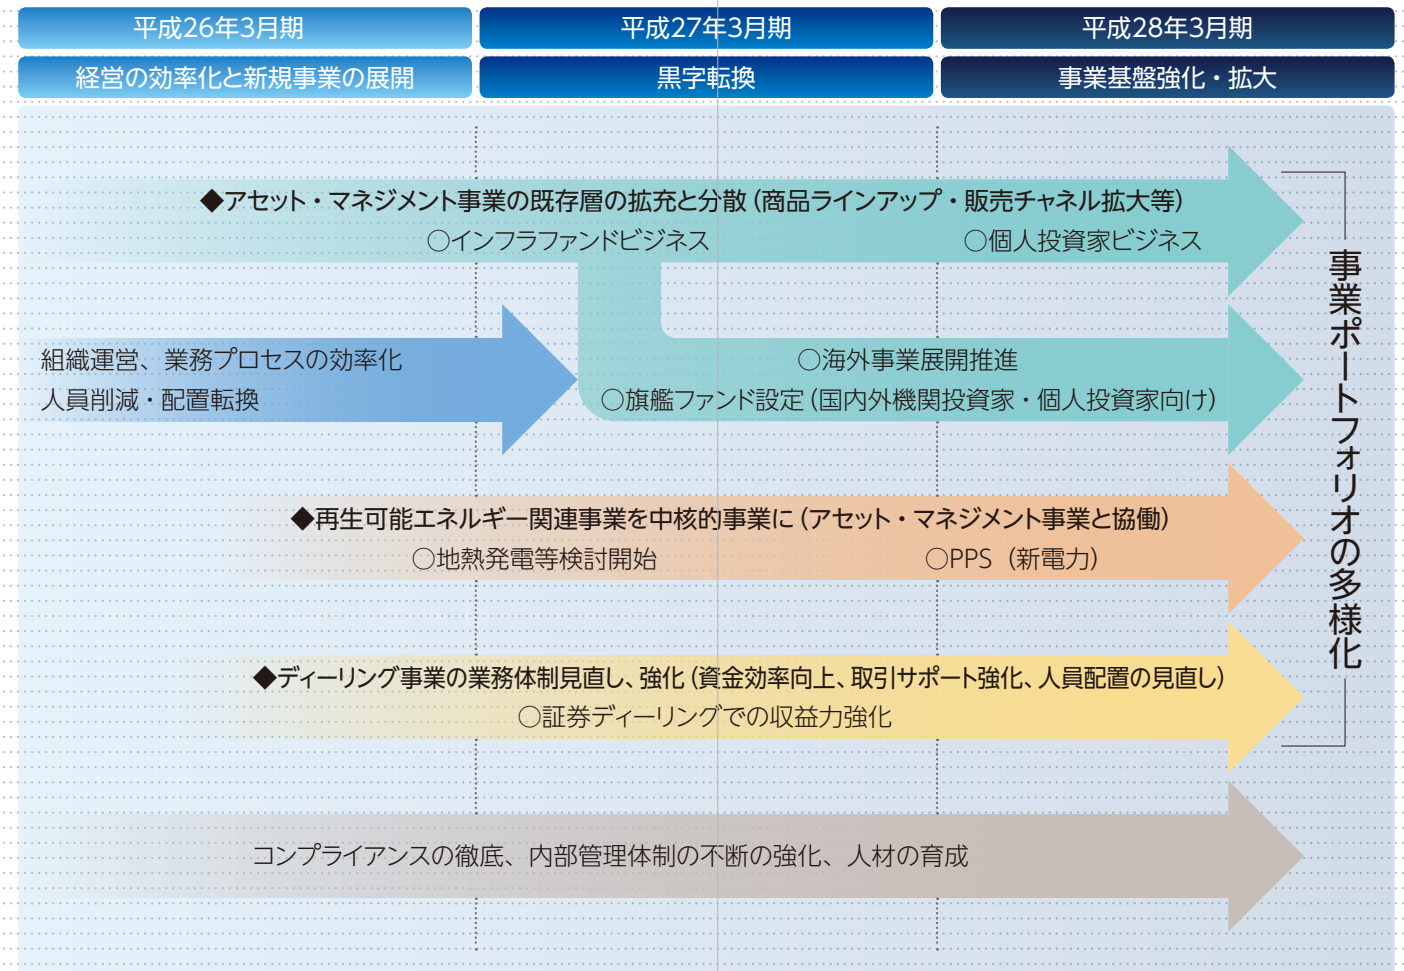 平成26年3月期
平成27年3月期
平成28年3月期
経営の効率化と新規事業の展開
黒字転換
事業基盤強化・拡大
◆アセット・マネジメント事業の既存層の拡充と分散(商品ラインアップ・販売チャネル拡大等)
○インフラファンドビジネス
○個人投資家ビジネス
組織運営、業務プロセスの効率化
人員削減・配置転換
○海外事業展開推進
○旗艦ファンド設定(国内外機関投資家・個人投資家向け)
◆再生可能エネルギー関連事業を中核的事業に(アセット・マネジメント事業と協働)
○地熱発電等検討開始
○PPS(新電力)
◆ディーリング事業の業務体制見直し、強化(資金効率向上、取引サポート強化、人員配置の見直し)
○証券ディーリングでの収益力強化
コンプライアンスの徹底、内部管理体制の不断の強化、人材の育成
事業ポートフォリオの多様化